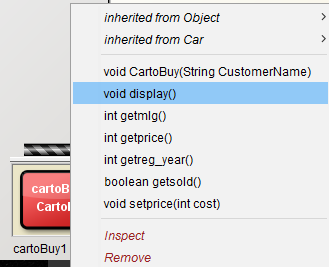 inherited from Object
inherited from Car
void CartoBuy(String CustomerName)
void display()
int getmlg()
int getprice()
int getreg_year()
boolean getsold()
void setprice(int cost)
Inspect
Remove
cartoB
Carto
cartoBuy1